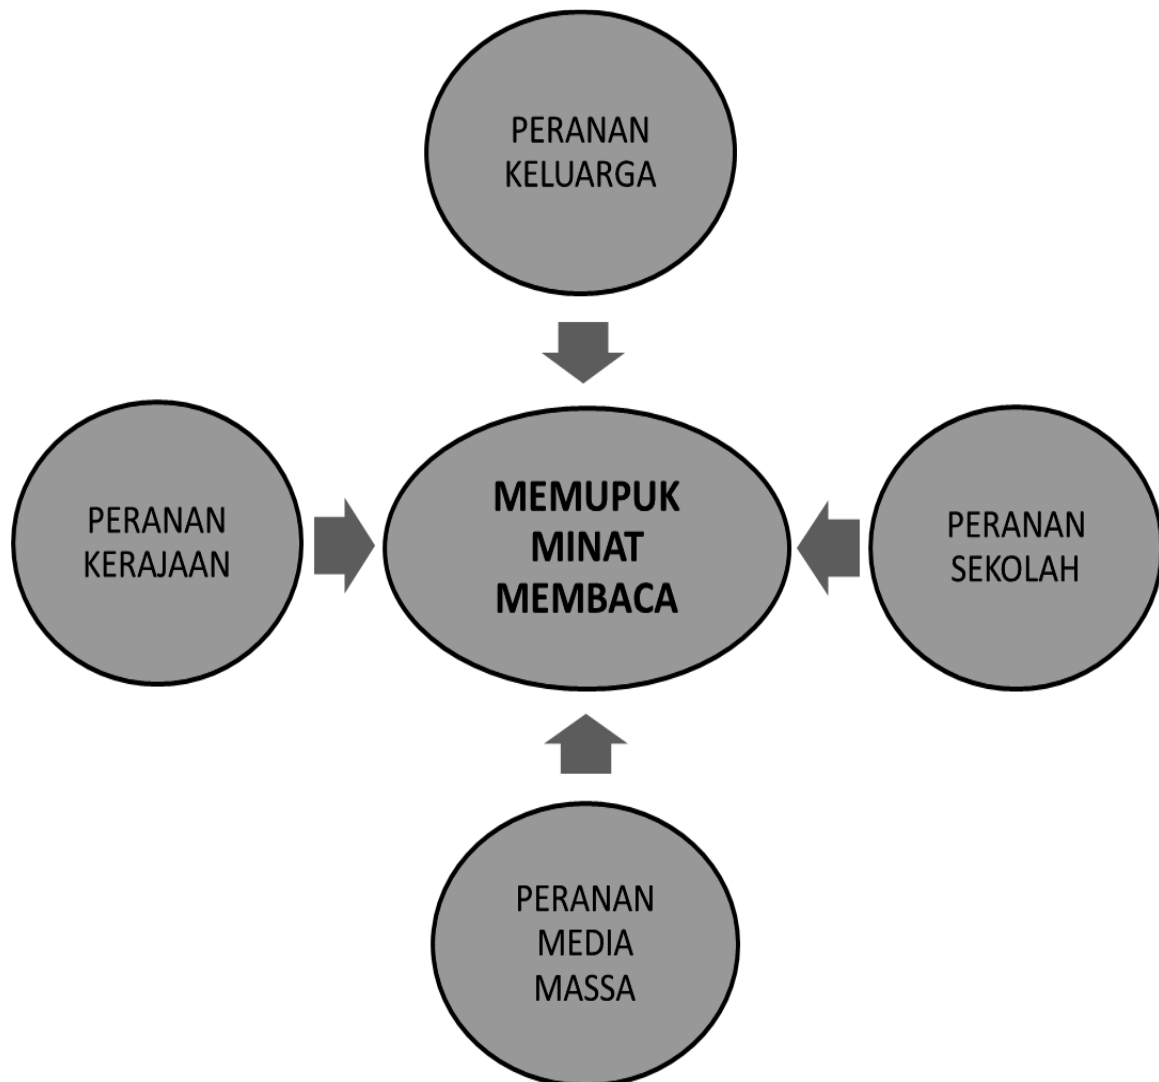 PERANAN
KELUARGA
PERANAN
KERAJAAN
MEMUPUK
MINAT
MEMBACA
PERANAN
SEKOLAH
PERANAN
MEDIA
MASSA